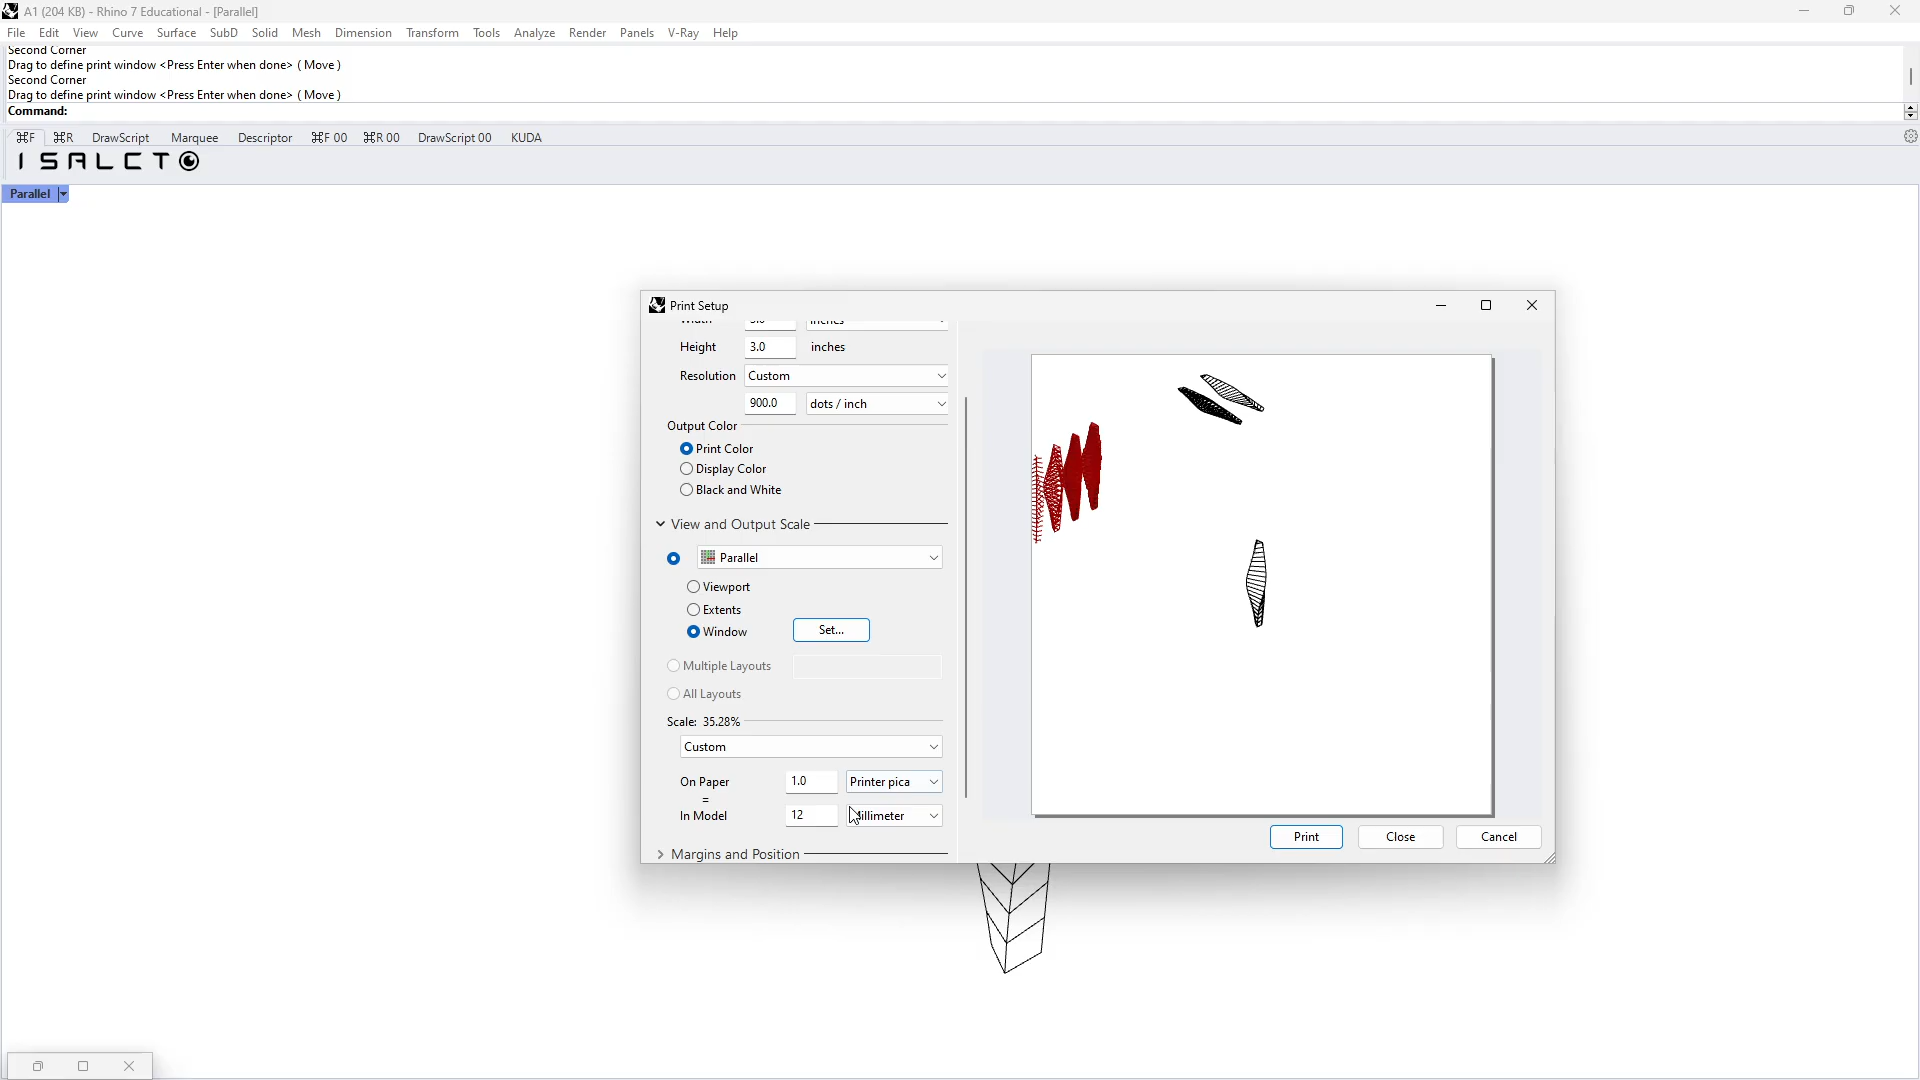 A1 (204 KB) - Rhino 7 Educational - [Parallel]
File Edit View Curve Surface SubD Solid Mesh Dimension Transform Tools Analyze Render Panels V-Ray Help
Second Corner
Drag to define print window <Press Enter when done> ( Move )
Second Corner
Drag to define print window <Press Enter when done> ( Move )
Command:
⌘F ⌘R DrawScript Marquee Descriptor ⌘F 00 ⌘R 00 DrawScript 00 KUDA
I S A L C T
Parallel
Print Setup
Width 3.0 inches
Height 3.0 inches
Resolution Custom
900.0 dots / inch
Output Color
Print Color
Display Color
Black and White
View and Output Scale
Parallel
Viewport
Extents
Window Set...
Multiple Layouts
All Layouts
Scale: 35.28%
Custom
On Paper 1.0 Printer pica
=
In Model 12 Millimeter
Margins and Position
Print Close Cancel